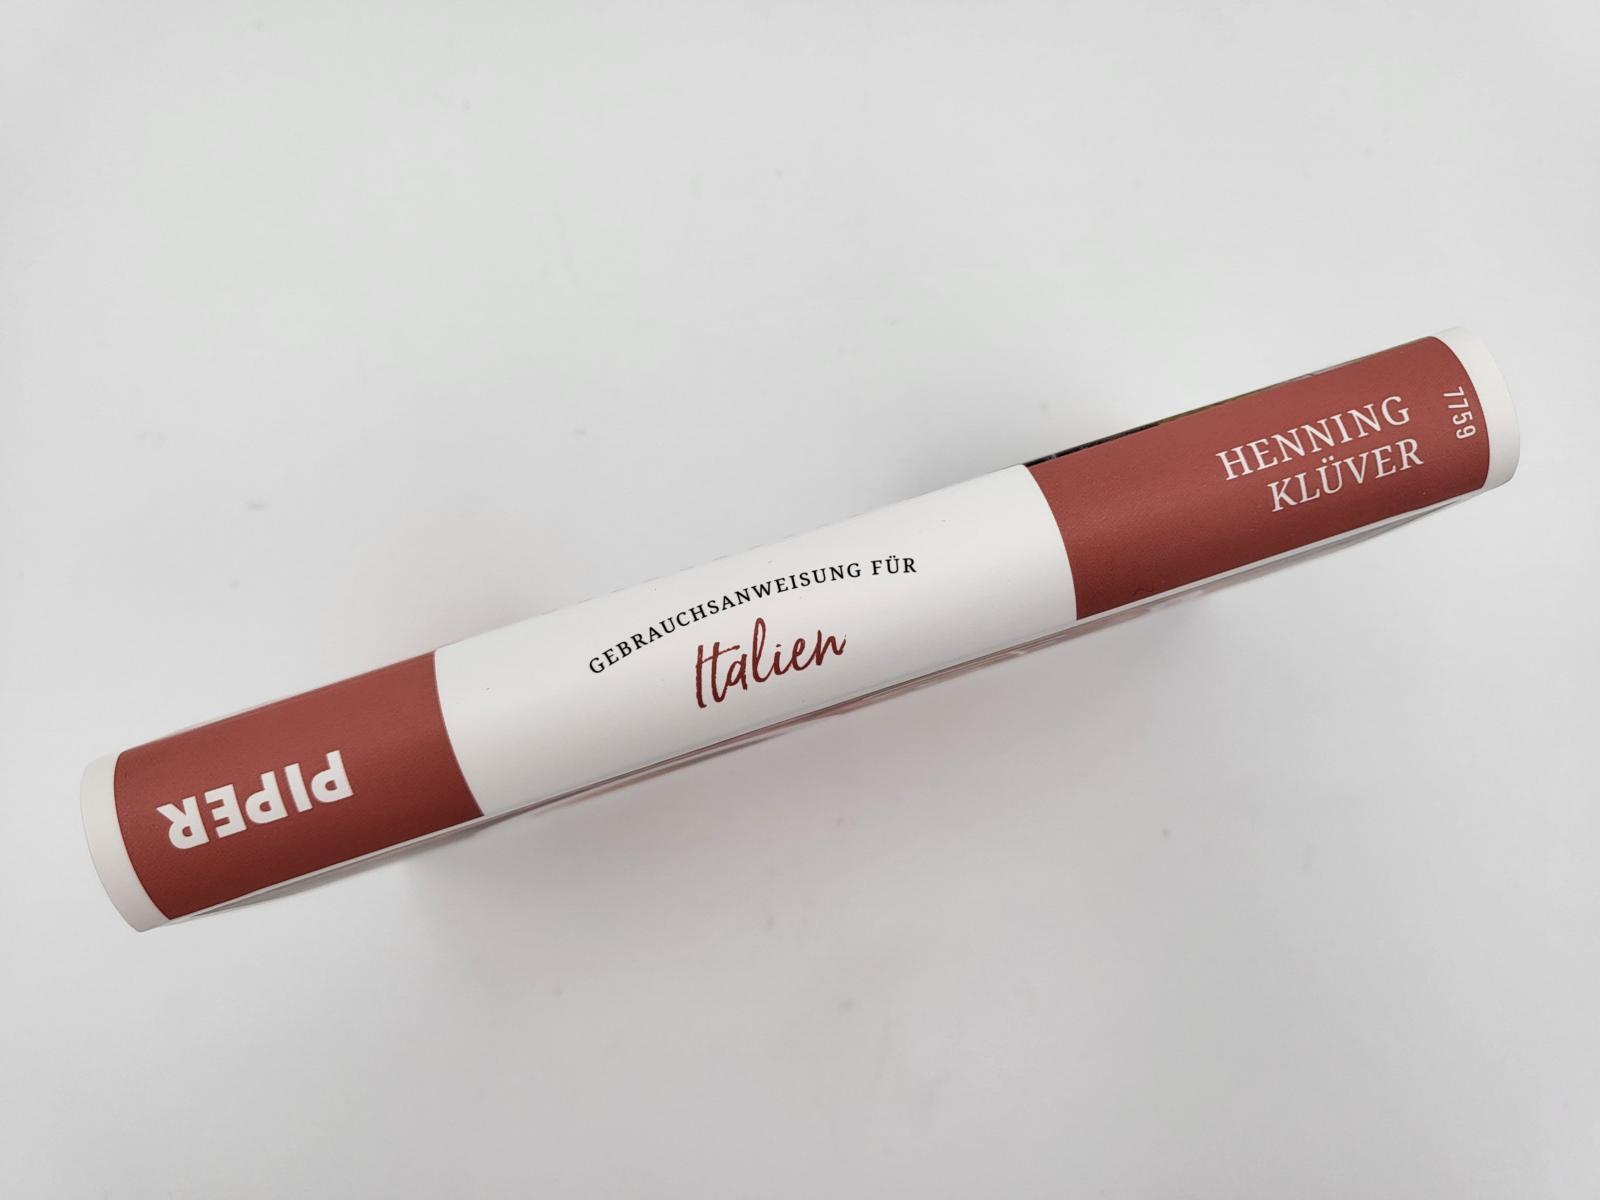 PIPER
GEBRAUCHSANWEISUNG FÜR
Italien
HENNING
KLÜVER
7759